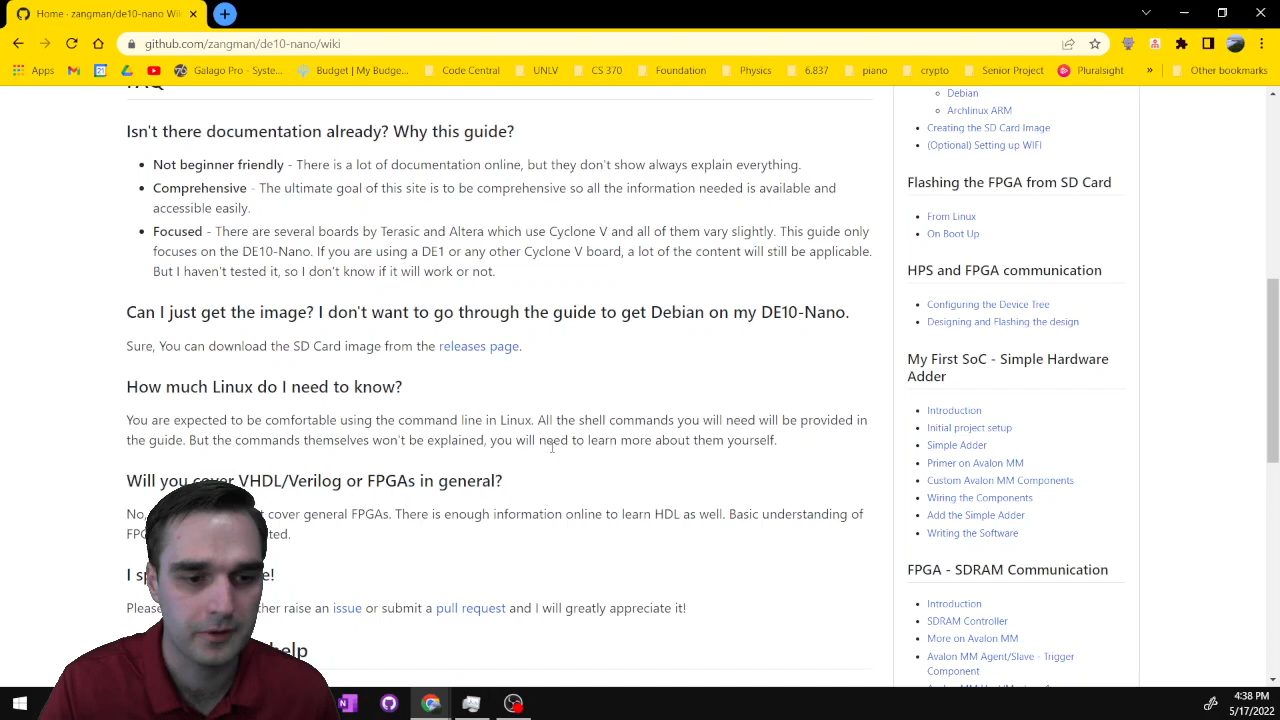 Home · zangman/de10-nano Wi
github.com/zangman/de10-nano/wiki
Apps
21
Galago Pro - Syste...
Budget | My Budge...
Code Central
UNLV
CS 370
Foundation
Physics
6.837
piano
crypto
Senior Project
Pluralsight
»
Other bookmarks
FAQ
Isn't there documentation already? Why this guide?
Not beginner friendly - There is a lot of documentation online, but they don't show always explain everything.
Comprehensive - The ultimate goal of this site is to be comprehensive so all the information needed is available and
accessible easily.
Focused - There are several boards by Terasic and Altera which use Cyclone V and all of them vary slightly. This guide only
focuses on the DE10-Nano. If you are using a DE1 or any other Cyclone V board, a lot of the content will still be applicable.
But I haven't tested it, so I don't know if it will work or not.
Can I just get the image? I don't want to go through the guide to get Debian on my DE10-Nano.
Sure, You can download the SD Card image from the releases page.
How much Linux do I need to know?
You are expected to be comfortable using the command line in Linux. All the shell commands you will need will be provided in
the guide. But the commands themselves won't be explained, you will need to learn more about them yourself.
Will you cover VHDL/Verilog or FPGAs in general?
No, cover general FPGAs. There is enough information online to learn HDL as well. Basic understanding of
I
Please raise an issue or submit a pull request and I will greatly appreciate it!
help
Debian
Archlinux ARM
Creating the SD Card Image
(Optional) Setting up WIFI
Flashing the FPGA from SD Card
From Linux
On Boot Up
HPS and FPGA communication
Configuring the Device Tree
Designing and Flashing the design
My First SoC - Simple Hardware
Adder
Introduction
Initial project setup
Simple Adder
Primer on Avalon MM
Custom Avalon MM Components
Wiring the Components
Add the Simple Adder
Writing the Software
FPGA - SDRAM Communication
Introduction
SDRAM Controller
More on Avalon MM
Avalon MM Agent/Slave - Trigger
Component
4:38 PM
5/17/2022